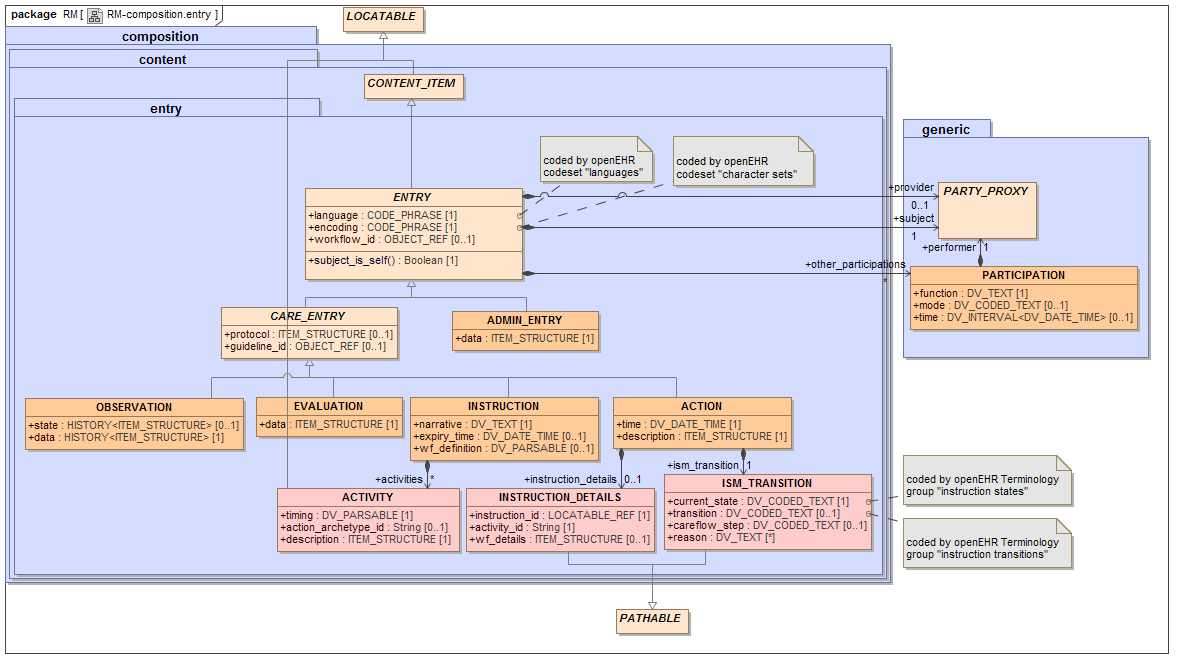 package RM [ RM-composition.entry ]
LOCATABLE
composition
content
CONTENT_ITEM
entry
generic
coded by openEHR
codeset "languages"
coded by openEHR
codeset "character sets"
ENTRY
+language : CODE_PHRASE [1]
+encoding : CODE_PHRASE [1]
+workflow_id : OBJECT_REF [0..1]
+subject_is_self() : Boolean [1]
+provider
0..1
+subject
1
PARTY_PROXY
+performer
1
+other_participations
*
PARTICIPATION
+function : DV_TEXT [1]
+mode : DV_CODED_TEXT [0..1]
+time : DV_INTERVAL<DV_DATE_TIME> [0..1]
CARE_ENTRY
+protocol : ITEM_STRUCTURE [0..1]
+guideline_id : OBJECT_REF [0..1]
ADMIN_ENTRY
+data : ITEM_STRUCTURE [1]
OBSERVATION
+state : HISTORY<ITEM_STRUCTURE> [0..1]
+data : HISTORY<ITEM_STRUCTURE> [1]
EVALUATION
+data : ITEM_STRUCTURE [1]
INSTRUCTION
+narrative : DV_TEXT [1]
+expiry_time : DV_DATE_TIME [0..1]
+wf_definition : DV_PARSABLE [0..1]
ACTION
+time : DV_DATE_TIME [1]
+description : ITEM_STRUCTURE [1]
+activities
*
+instruction_details
0..1
+ism_transition
1
ACTIVITY
+timing : DV_PARSABLE [1]
+action_archetype_id : String [0..1]
+description : ITEM_STRUCTURE [1]
INSTRUCTION_DETAILS
+instruction_id : LOCATABLE_REF [1]
+activity_id : String [1]
+wf_details : ITEM_STRUCTURE [0..1]
ISM_TRANSITION
+current_state : DV_CODED_TEXT [1]
+transition : DV_CODED_TEXT [0..1]
+careflow_step : DV_CODED_TEXT [0..1]
+reason : DV_TEXT [*]
coded by openEHR Terminology
group "instruction states"
coded by openEHR Terminology
group "instruction transitions"
PATHABLE